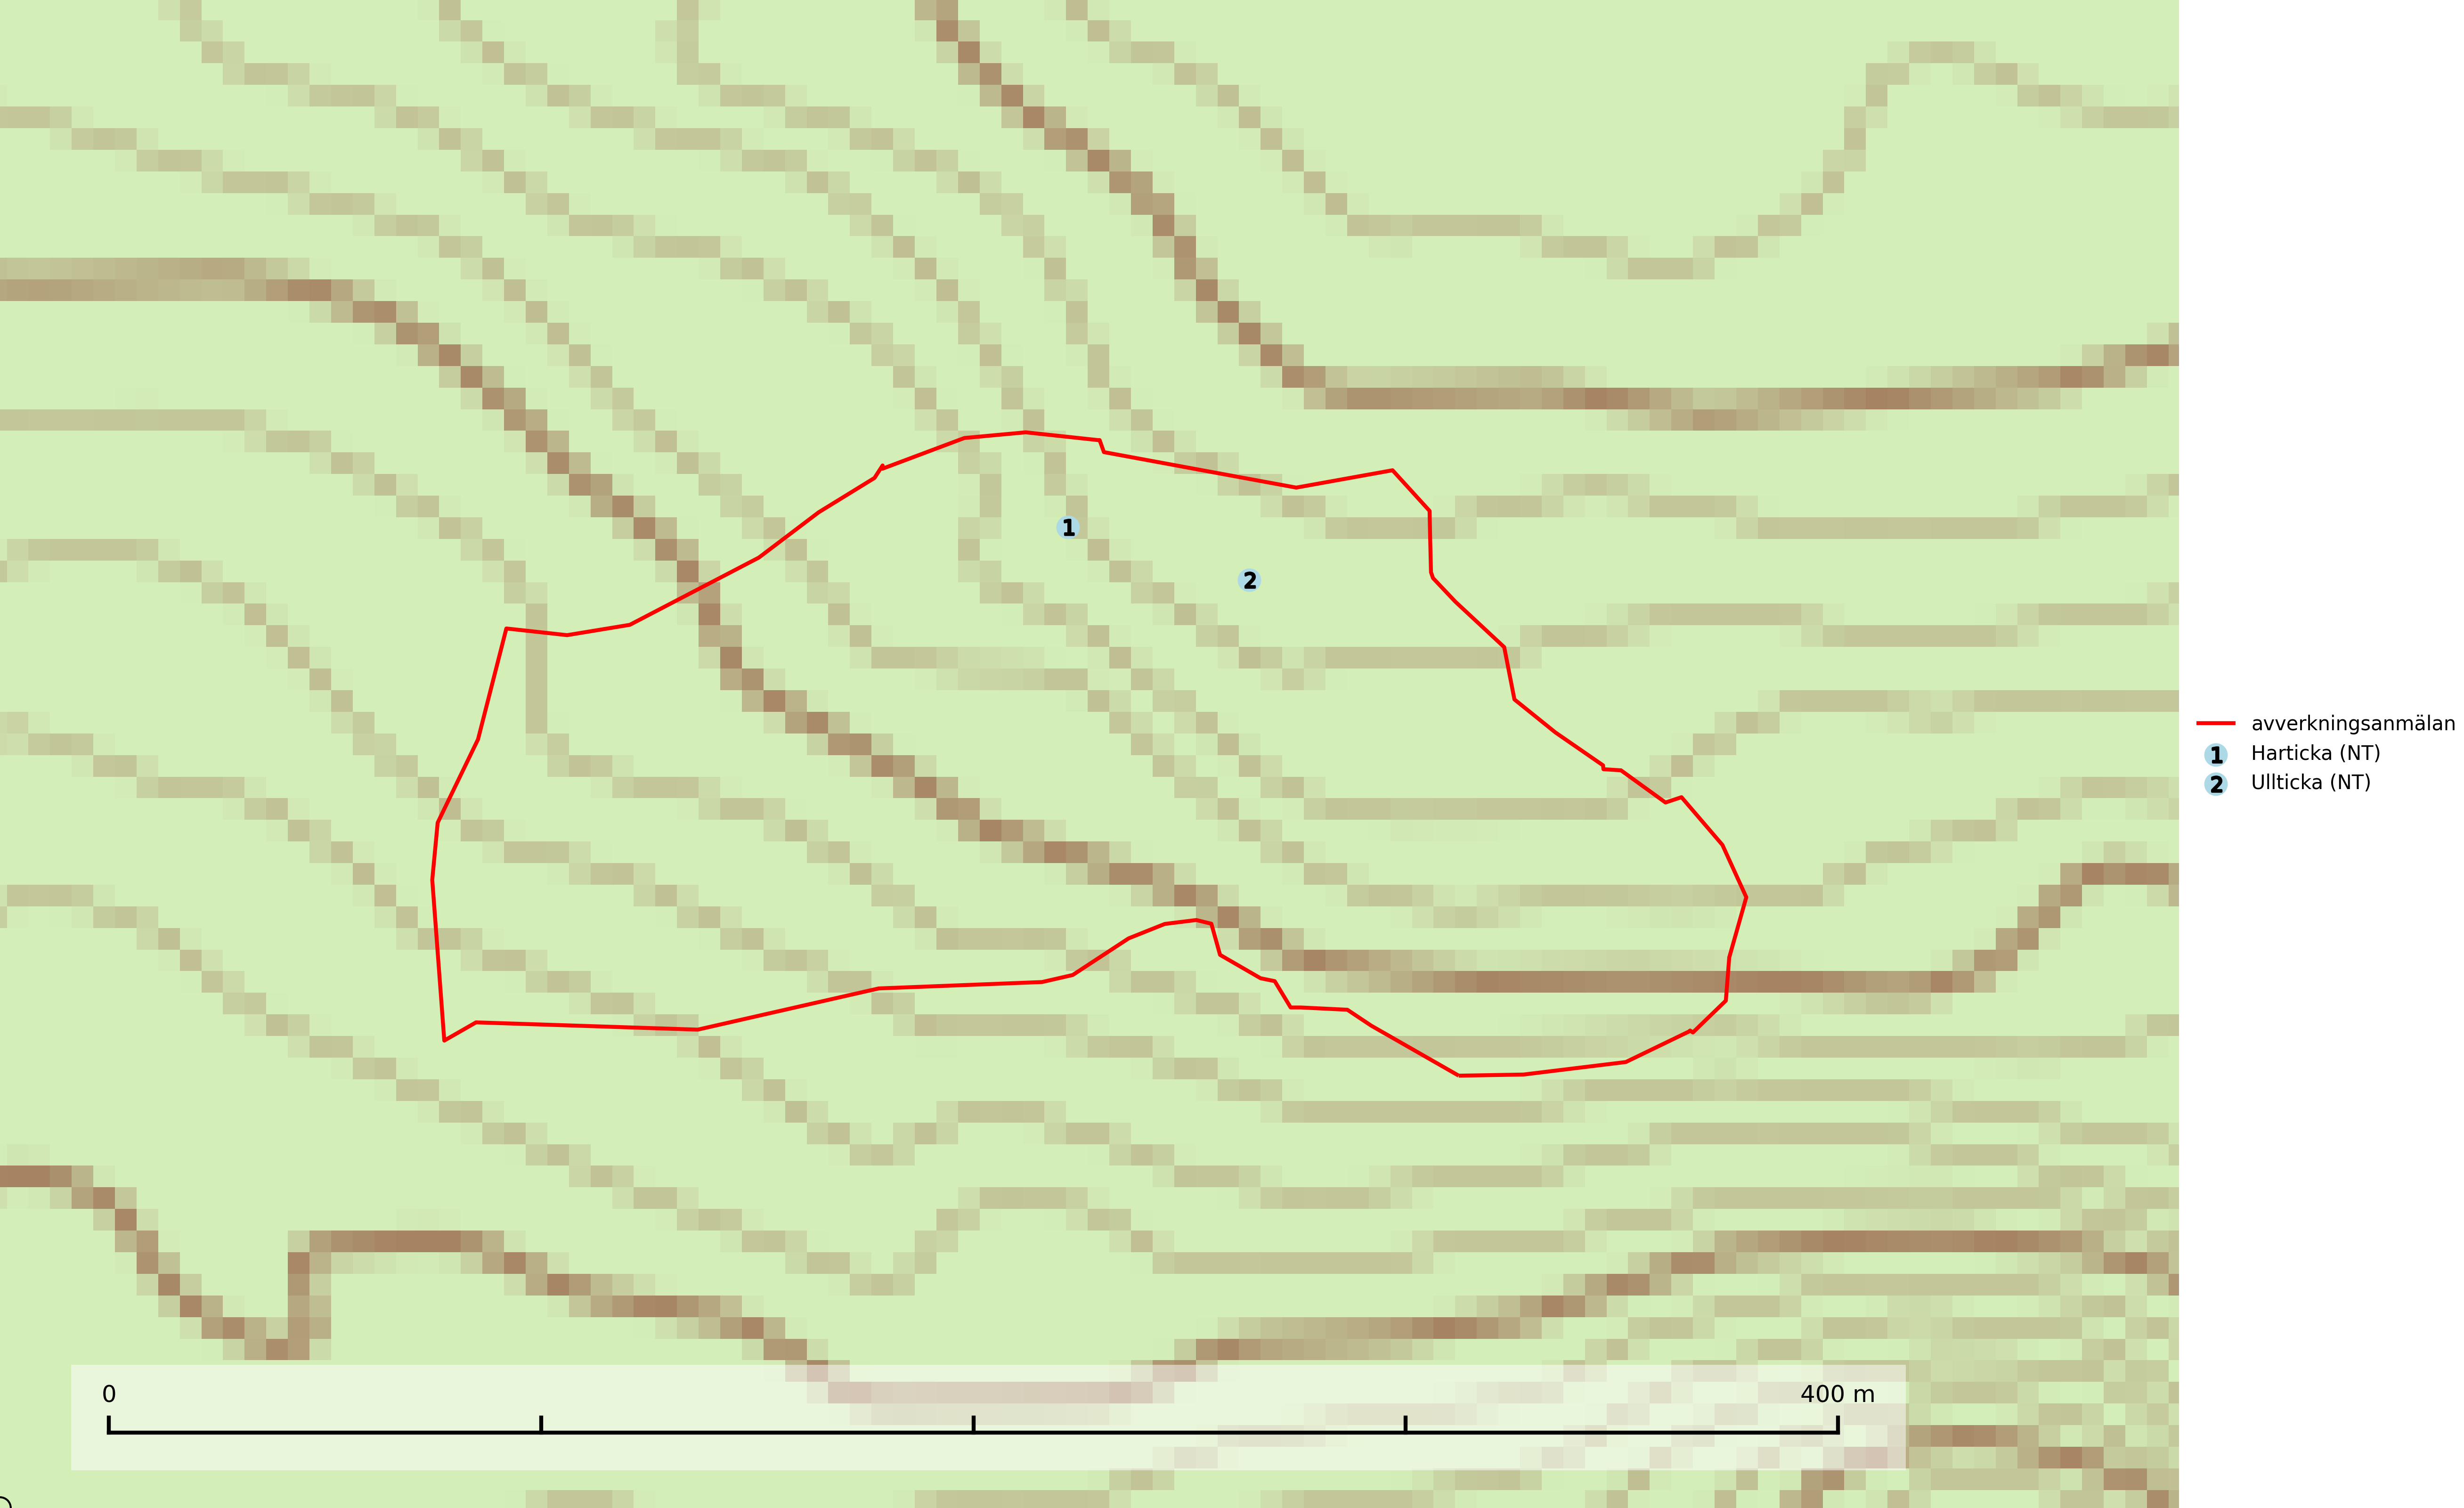 1
2
avverkningsanmälan
1 Harticka (NT)
2 Ullticka (NT)
0 400 m